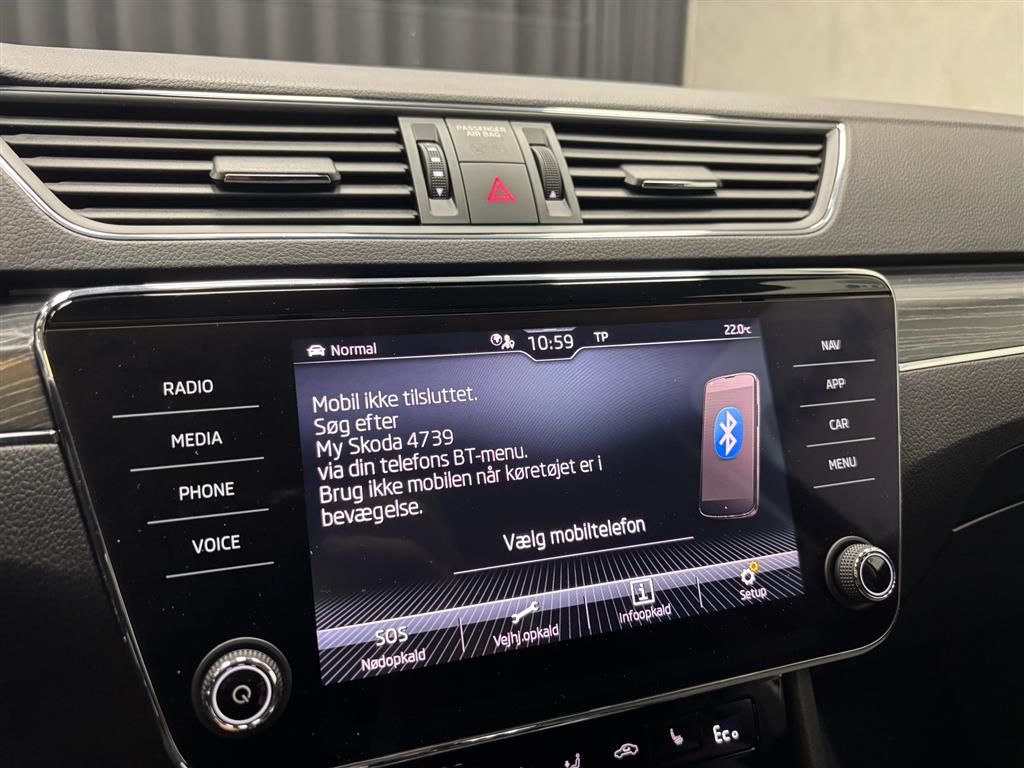 PASSENGER
AIR BAG
Normal
10:59
TP
22.0°C
RADIO
MEDIA
PHONE
VOICE
Mobil ikke tilsluttet.
Søg efter
My Skoda 4739
via din telefons BT-menu.
Brug ikke mobilen når køretøjet er i
bevægelse.
Vælg mobiltelefon
NAV
APP
CAR
MENU
SOS
Nødopkald
Vejhj.opkald
Infoopkald
Setup
Eco